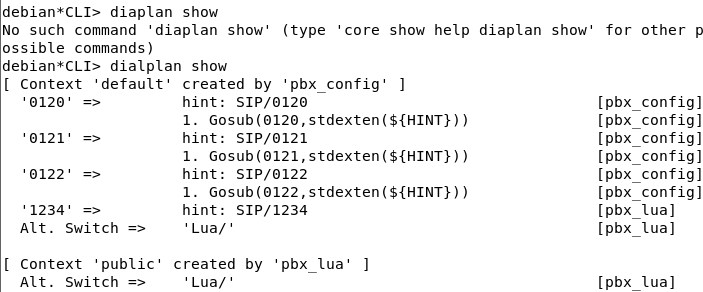 debian*CLI> diaplan show
No such command 'diaplan show' (type 'core show help diaplan show' for other p
ossible commands)
debian*CLI> dialplan show
[ Context 'default' created by 'pbx_config' ]
  '0120' =>         hint: SIP/0120                                [pbx_config]
                    1. Gosub(0120,stdexten(${HINT}))              [pbx_config]
  '0121' =>         hint: SIP/0121                                [pbx_config]
                    1. Gosub(0121,stdexten(${HINT}))              [pbx_config]
  '0122' =>         hint: SIP/0122                                [pbx_config]
                    1. Gosub(0122,stdexten(${HINT}))              [pbx_config]
  '1234' =>         hint: SIP/1234                                [pbx_lua]
  Alt. Switch =>    'Lua/'                                        [pbx_lua]

[ Context 'public' created by 'pbx_lua' ]
  Alt. Switch =>    'Lua/'                                        [pbx_lua]